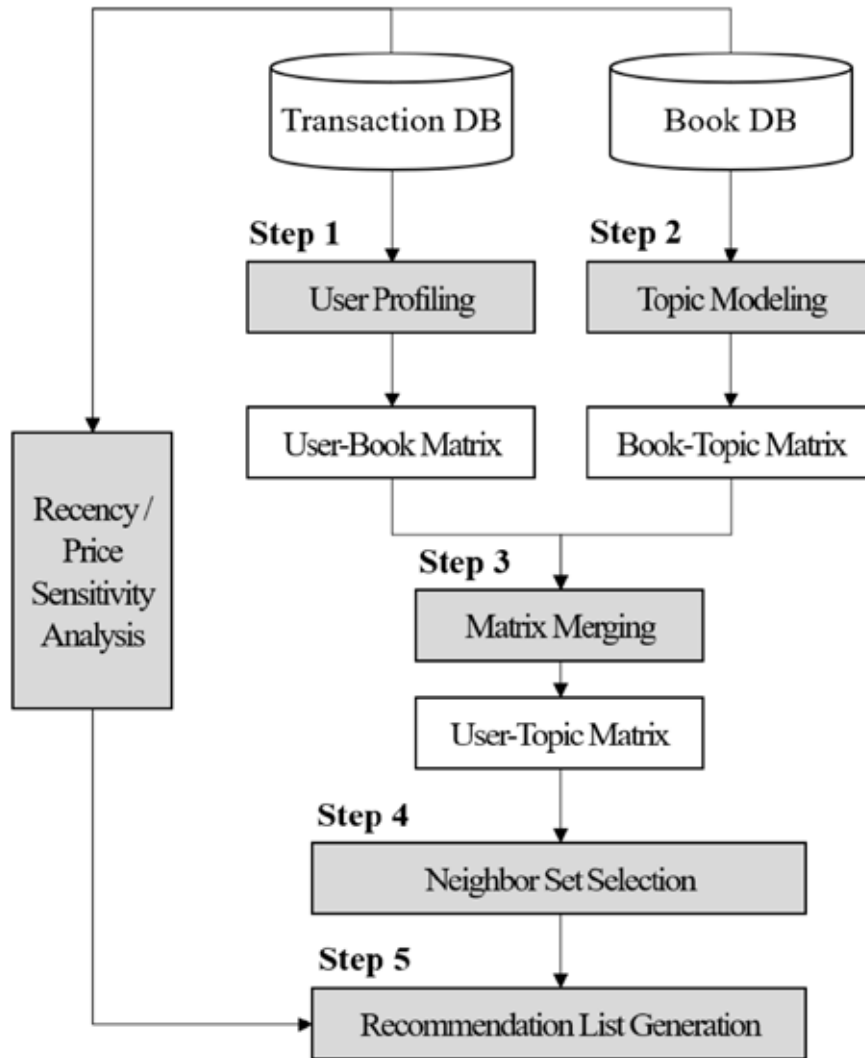 Transaction DB
Book DB
Step 1
Step 2
User Profiling
Topic Modeling
User-Book Matrix
Book-Topic Matrix
Recency /
Price
Sensitivity
Analysis
Step 3
Matrix Merging
User-Topic Matrix
Step 4
Neighbor Set Selection
Step 5
Recommendation List Generation